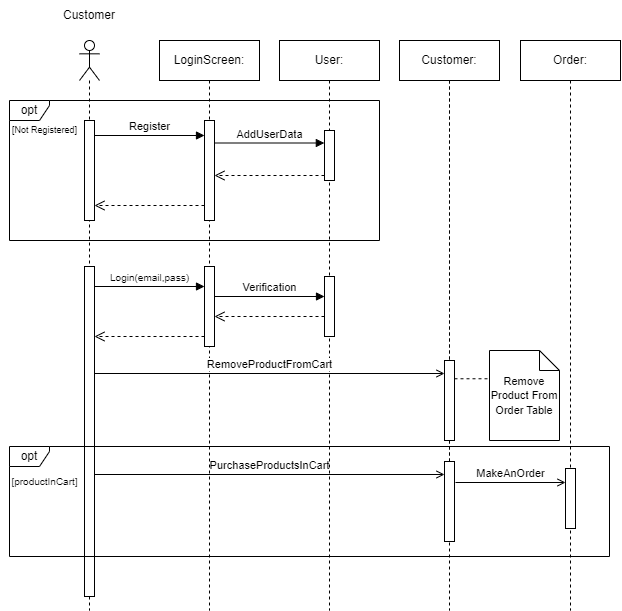 Customer
LoginScreen:
User:
Customer:
Order:
opt
[Not Registered]
Register
AddUserData
Login(email,pass)
Verification
RemoveProductFromCart
Remove
Product From
Order Table
opt
[productInCart]
PurchaseProductsInCart
MakeAnOrder